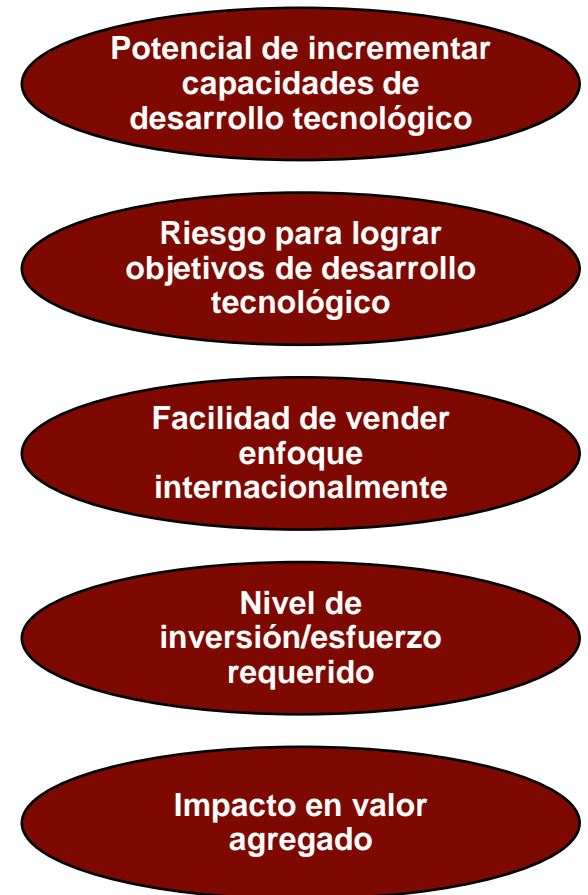 Potencial de incrementar
capacidades de
desarrollo tecnológico
Riesgo para lograr
objetivos de desarrollo
tecnológico
Facilidad de vender
enfoque
internacionalmente
Nivel de
inversión/esfuerzo
requerido
Impacto en valor
agregado